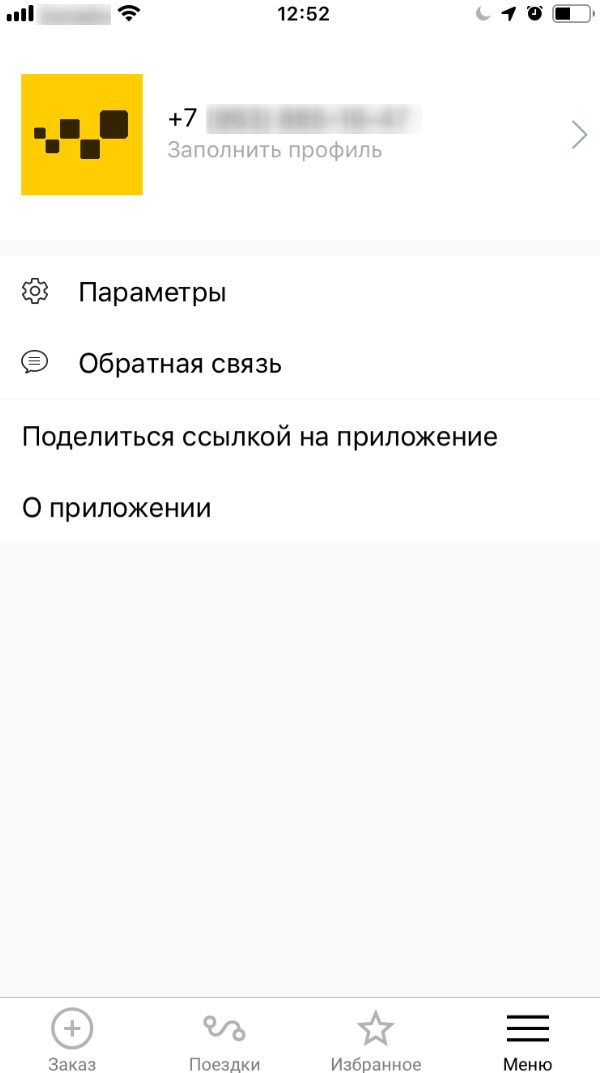 12:52
+7
Заполнить профиль
Параметры
Обратная связь
Поделиться ссылкой на приложение
О приложении
Заказ
Поездки
Избранное
Меню